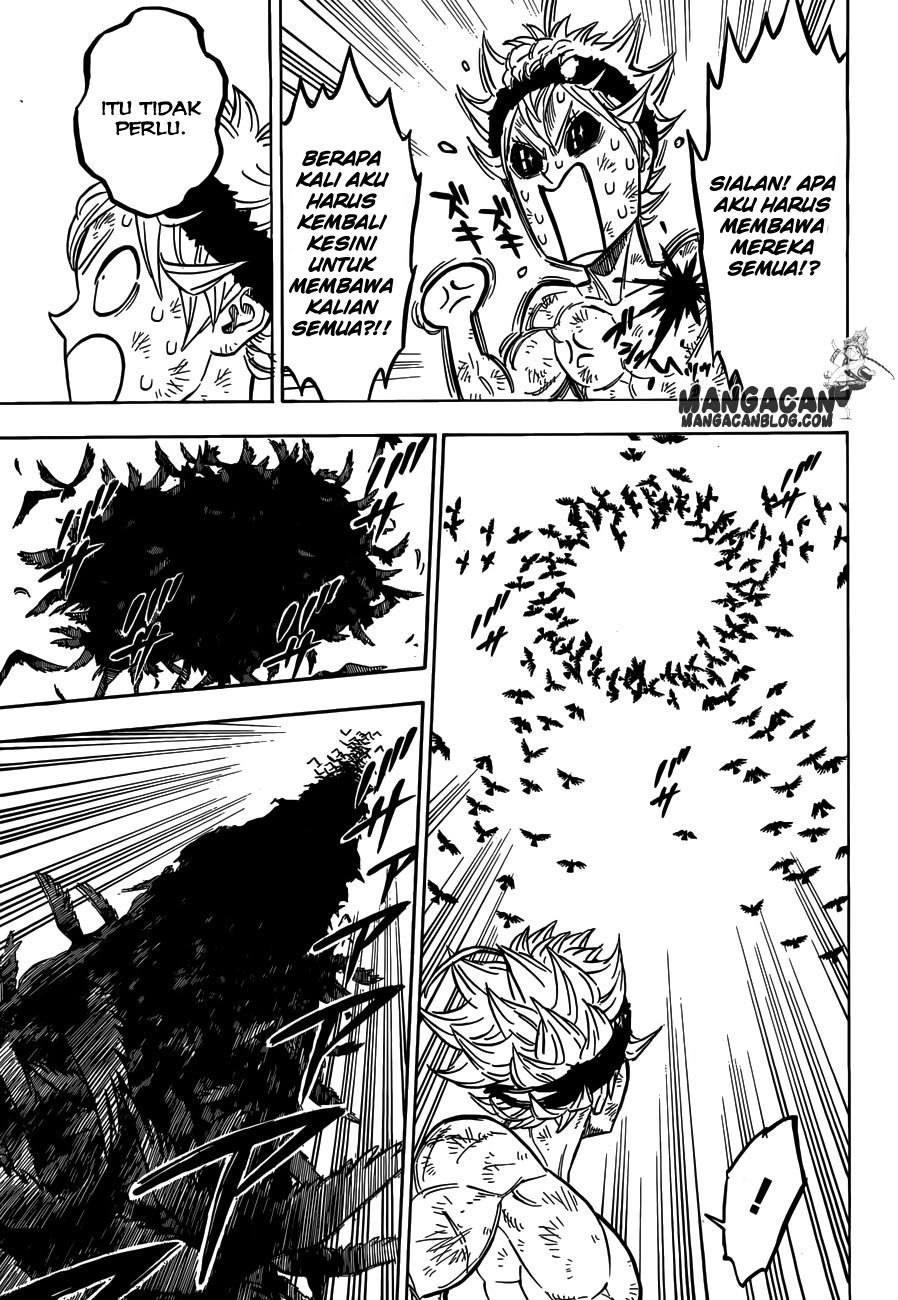 SIALAN! APA
AKU HARUS
MEMBAWA
MEREKA
SEMUA!?
BERAPA
KALI AKU
HARUS
KEMBALI
KESINI
UNTUK
MEMBAWA
KALIAN
SEMUA?!!
ITU TIDAK
PERLU.
MANGACAN
MANGACANBLOG.COM
!